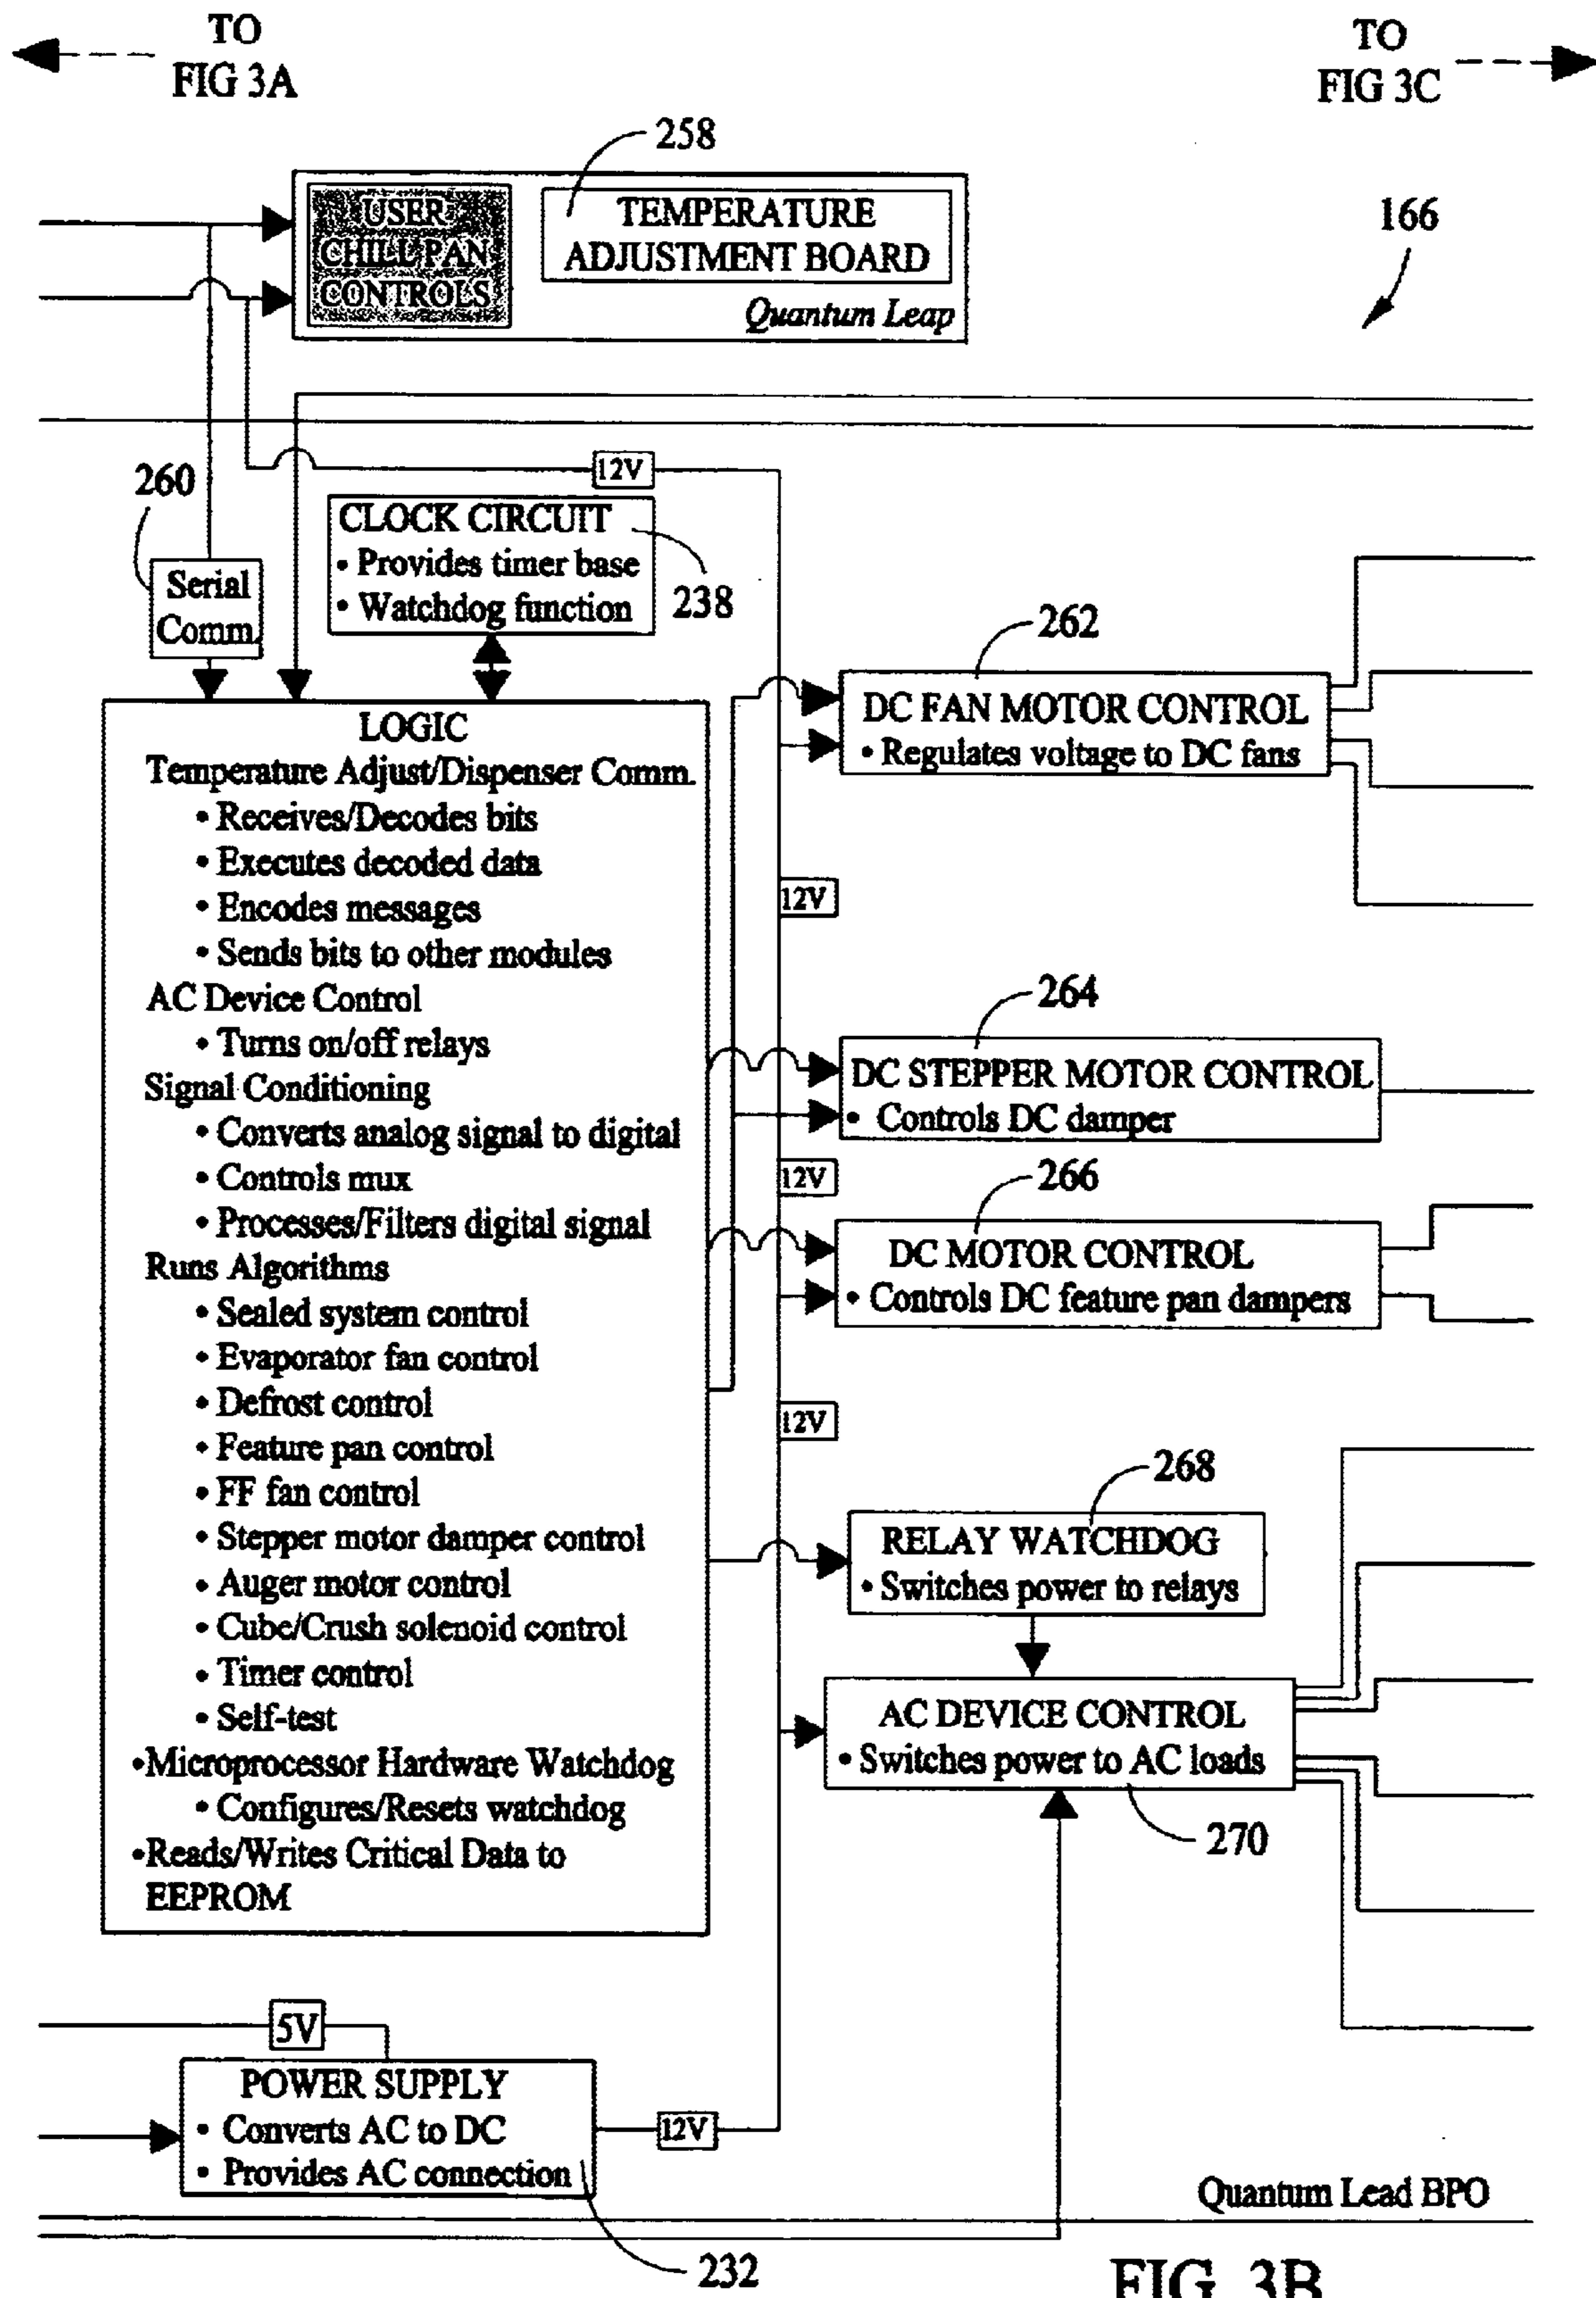 TO
FIG 3A
TO
FIG 3C
258
USER
CHILL PAN
CONTROLS
TEMPERATURE
ADJUSTMENT BOARD
Quantum Leap
166
12V
260
CLOCK CIRCUIT
• Provides timer base
• Watchdog function
238
Serial
Comm.
262
DC FAN MOTOR CONTROL
• Regulates voltage to DC fans
LOGIC
Temperature Adjust/Dispenser Comm.
• Receives/Decodes bits
• Executes decoded data
• Encodes messages
• Sends bits to other modules
AC Device Control
• Turns on/off relays
Signal Conditioning
• Converts analog signal to digital
• Controls mux
• Processes/Filters digital signal
Runs Algorithms
• Sealed system control
• Evaporator fan control
• Defrost control
• Feature pan control
• FF fan control
• Stepper motor damper control
• Auger motor control
• Cube/Crush solenoid control
• Timer control
• Self-test
•Microprocessor Hardware Watchdog
• Configures/Resets watchdog
•Reads/Writes Critical Data to
EEPROM
12V
264
DC STEPPER MOTOR CONTROL
• Controls DC damper
12V
266
DC MOTOR CONTROL
• Controls DC feature pan dampers
12V
268
RELAY WATCHDOG
• Switches power to relays
AC DEVICE CONTROL
• Switches power to AC loads
270
5V
POWER SUPPLY
• Converts AC to DC
• Provides AC connection
12V
232
Quantum Lead BPO
FIG. 3B